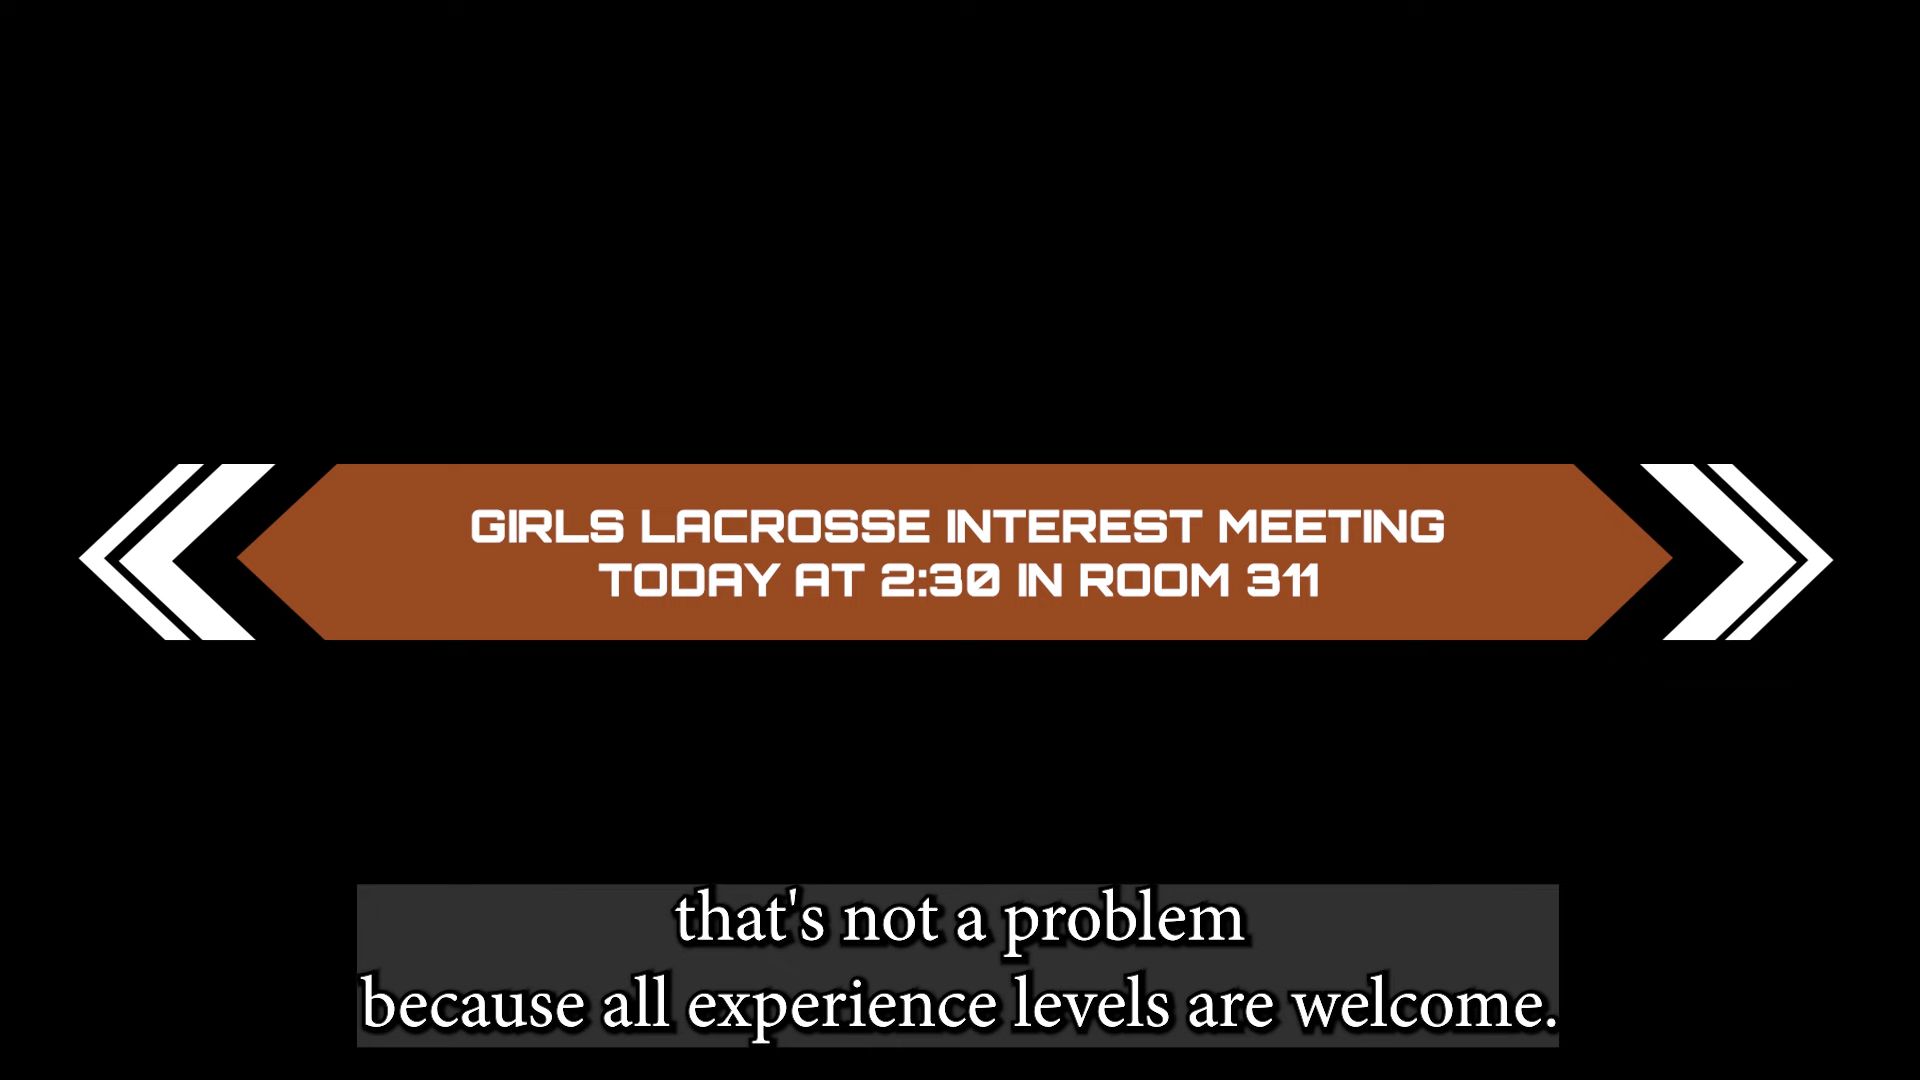 GIRLS LACROSSE INTEREST MEETING
TODAY AT 2:30 IN ROOM 311
that's not a problem
because all experience levels are welcome.